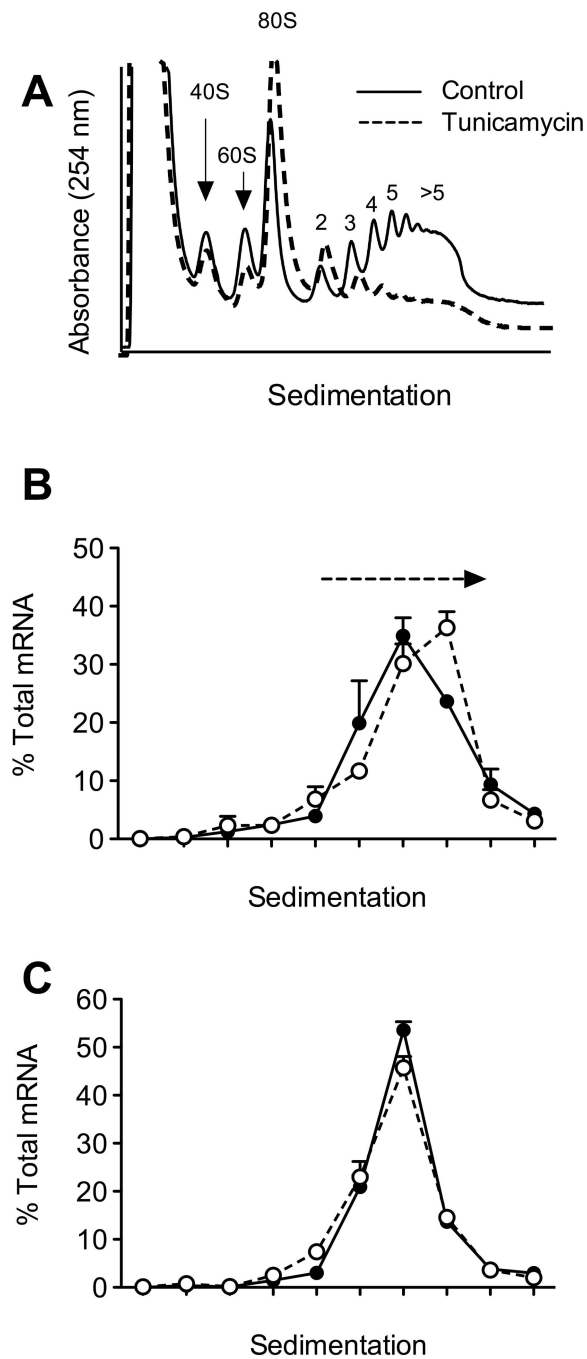 80S
A
40S
60S
Control
Tunicamycin
2 3 4 5 >5
Absorbance (254 nm)
Sedimentation
B
50
40
30
20
10
0
% Total mRNA
Sedimentation
C
60
50
40
30
20
10
0
% Total mRNA
Sedimentation